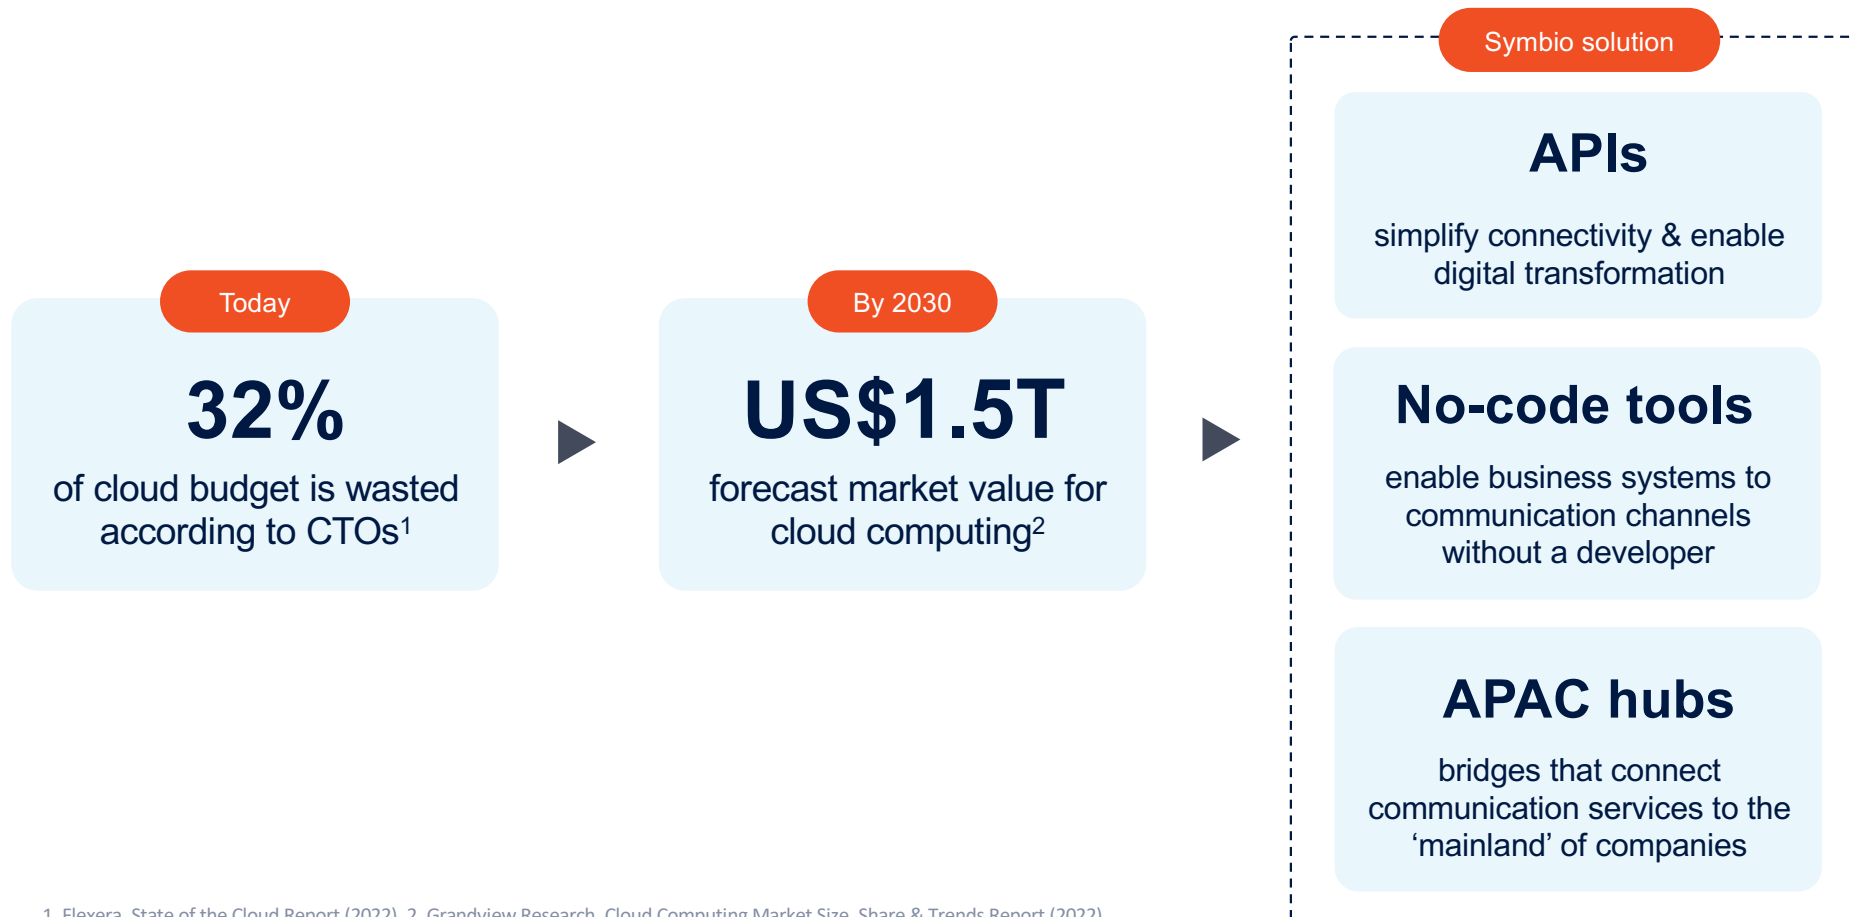 Today
32%
of cloud budget is wasted
according to CTOs¹
By 2030
US$1.5T
forecast market value for
cloud computing²
Symbio solution
APIs
simplify connectivity & enable
digital transformation
No-code tools
enable business systems to
communication channels
without a developer
APAC hubs
bridges that connect
communication services to the
‘mainland’ of companies
1. Flexera, State of the Cloud Report (2022), 2. Grandview Research, Cloud Computing Market Size, Share & Trends Report (2022)